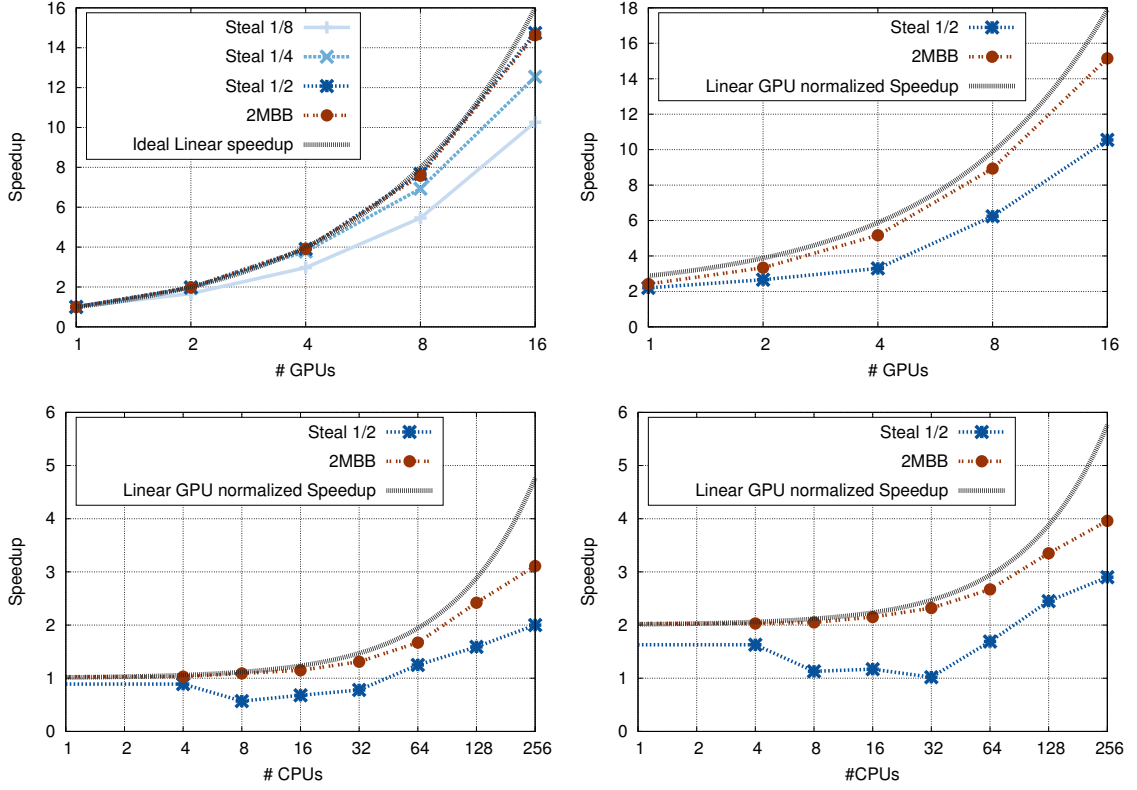 16
14
12
10
8
6
4
2
0
Speedup
Steal 1/8
Steal 1/4
Steal 1/2
2MBB
Ideal Linear speedup
1 2 4 8 16
# GPUs
18
16
14
12
10
8
6
4
2
0
Speedup
Steal 1/2
2MBB
Linear GPU normalized Speedup
1 2 4 8 16
# GPUs
6
5
4
3
2
1
0
Speedup
Steal 1/2
2MBB
Linear GPU normalized Speedup
1 2 4 8 16 32 64 128 256
# CPUs
6
5
4
3
2
1
0
Speedup
Steal 1/2
2MBB
Linear GPU normalized Speedup
1 2 4 8 16 32 64 128 256
#CPUs